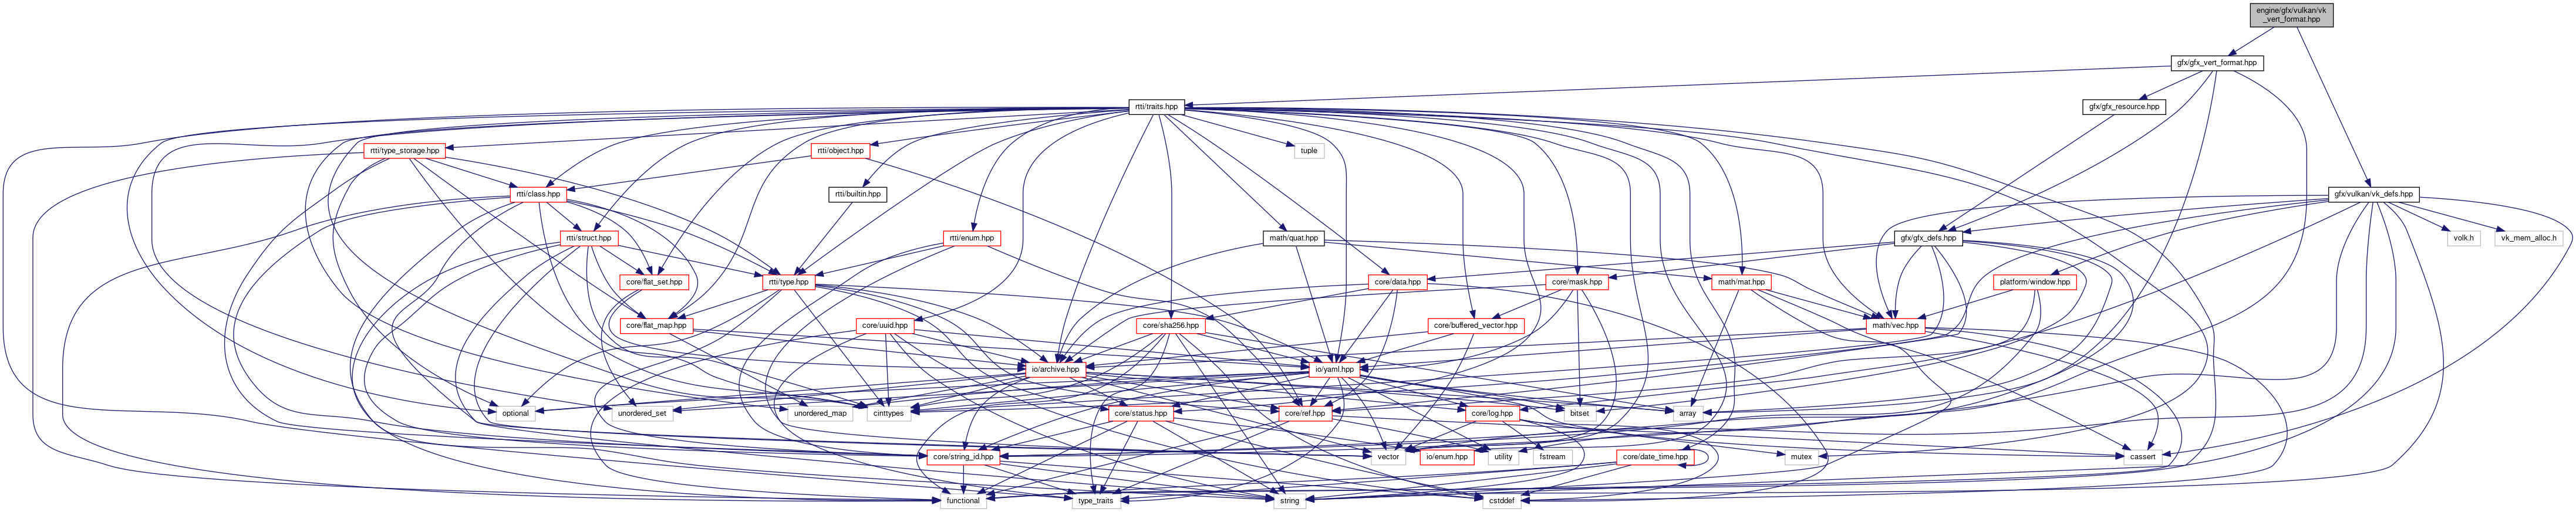 engine/gfx/vulkan/vk
_vert_format.hpp
gfx/gfx_vert_format.hpp
rtti/traits.hpp
gfx/gfx_resource.hpp
rtti/type_storage.hpp
rtti/object.hpp
tuple
rtti/class.hpp
rtti/builtin.hpp
gfx/vulkan/vk_defs.hpp
rtti/struct.hpp
rtti/enum.hpp
math/quat.hpp
gfx/gfx_defs.hpp
volk.h
vk_mem_alloc.h
core/flat_set.hpp
rtti/type.hpp
core/data.hpp
core/mask.hpp
math/mat.hpp
platform/window.hpp
core/flat_map.hpp
core/uuid.hpp
core/sha256.hpp
core/buffered_vector.hpp
math/vec.hpp
io/archive.hpp
io/yaml.hpp
optional
unordered_set
unordered_map
cinttypes
core/status.hpp
core/ref.hpp
core/log.hpp
bitset
array
core/string_id.hpp
vector
io/enum.hpp
utility
fstream
core/date_time.hpp
mutex
cassert
functional
type_traits
string
cstddef